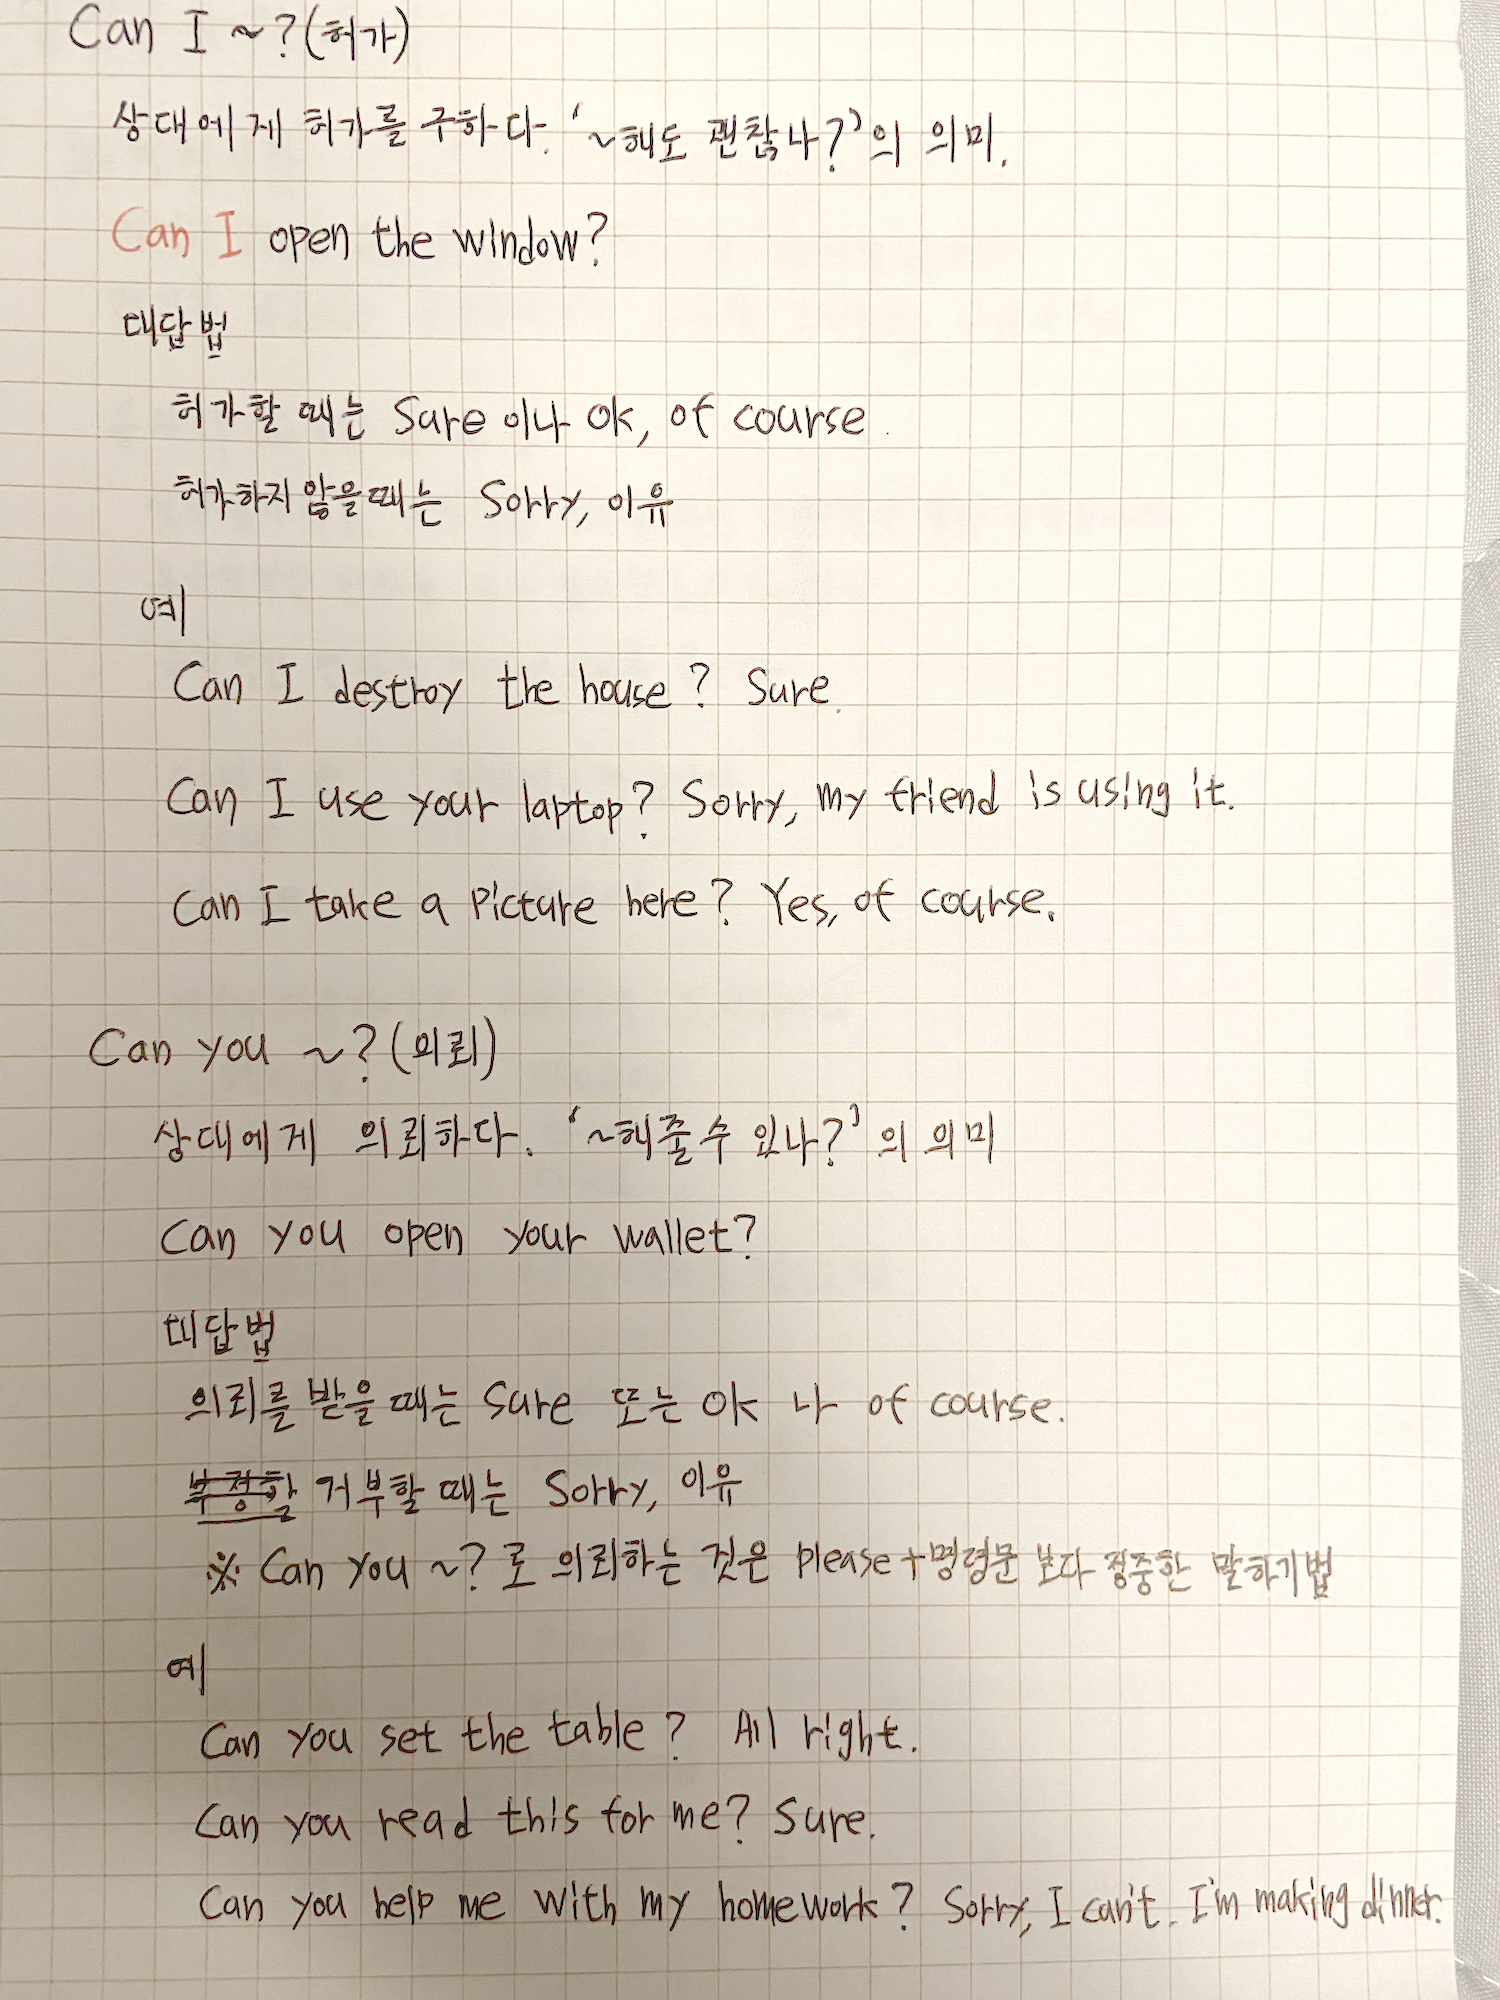 Can I ~? (허가)
상대에게 허가를 구하다. '~해도 괜찮나?'의 의미.
Can I open the window?
대답법
허가할 때는 Sure 이나 Ok, of course
허가하지 않을때는 Sorry, 이유
예
Can I destroy the house? Sure.
Can I use your laptop? Sorry, my friend is using it.
Can I take a picture here? Yes, of course.
Can you ~? (의뢰)
상대에게 의뢰하다. '~해줄수 있나?'의 의미
Can you open your wallet?
대답법
의뢰를 받을 때는 Sure 또는 OK 나 of course.
부정할 거부할 때는 Sorry, 이유
※ Can you ~? 로 의뢰하는 것은 please+명령문 보다 정중한 말하기법
예
Can you set the table? All right.
Can you read this for me? Sure.
Can you help me with my homework? Sorry, I can't. I'm making dinner.